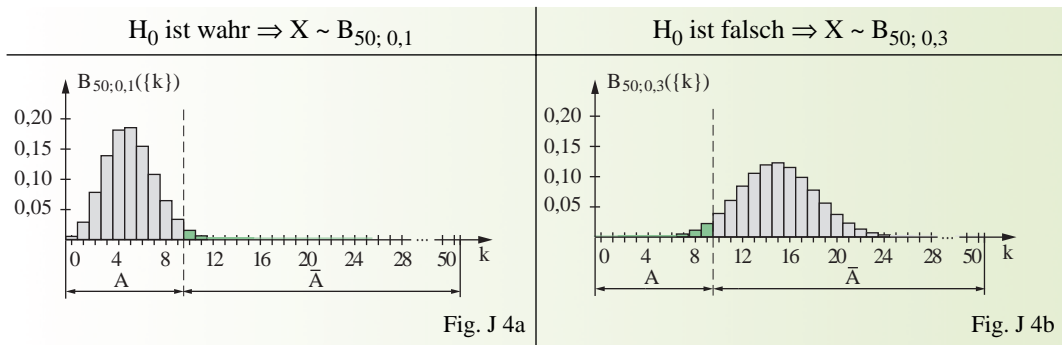 H₀ ist wahr ⇒ X ~ B₅₀; ₀,₁
B₅₀;₀,₁({k})
0,20
0,15
0,10
0,05
0 4 8 12 16 20 24 28 ... 50 k
A Ā
Fig. J 4a
H₀ ist falsch ⇒ X ~ B₅₀; ₀,₃
B₅₀;₀,₃({k})
0,20
0,15
0,10
0,05
0 4 8 12 16 20 24 28 ... 50 k
A Ā
Fig. J 4b